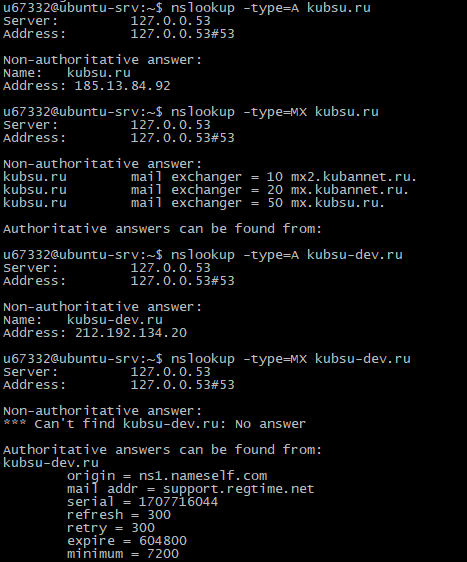 u67332@ubuntu-srv:~$ nslookup -type=A kubsu.ru
Server:         127.0.0.53
Address:        127.0.0.53#53

Non-authoritative answer:
Name:   kubsu.ru
Address: 185.13.84.92

u67332@ubuntu-srv:~$ nslookup -type=MX kubsu.ru
Server:         127.0.0.53
Address:        127.0.0.53#53

Non-authoritative answer:
kubsu.ru        mail exchanger = 10 mx2.kubannet.ru.
kubsu.ru        mail exchanger = 20 mx.kubannet.ru.
kubsu.ru        mail exchanger = 50 mx.kubsu.ru.

Authoritative answers can be found from:

u67332@ubuntu-srv:~$ nslookup -type=A kubsu-dev.ru
Server:         127.0.0.53
Address:        127.0.0.53#53

Non-authoritative answer:
Name:   kubsu-dev.ru
Address: 212.192.134.20

u67332@ubuntu-srv:~$ nslookup -type=MX kubsu-dev.ru
Server:         127.0.0.53
Address:        127.0.0.53#53

Non-authoritative answer:
*** Can't find kubsu-dev.ru: No answer

Authoritative answers can be found from:
kubsu-dev.ru
        origin = ns1.nameself.com
        mail addr = support.regtime.net
        serial = 1707716044
        refresh = 300
        retry = 300
        expire = 604800
        minimum = 7200